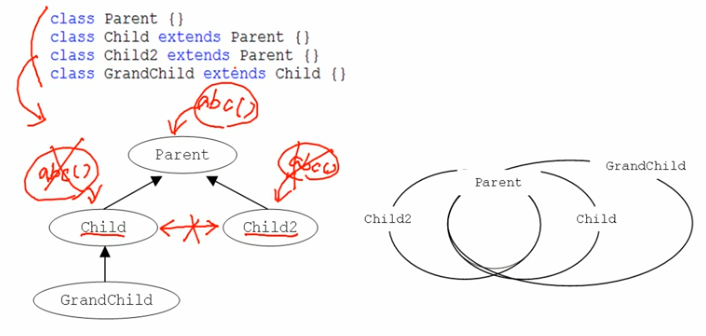 class Parent {}
class Child extends Parent {}
class Child2 extends Parent {}
class GrandChild extends Child {}
abc()
abc()
abc()
Parent
Child
Child2
GrandChild
GrandChild
Parent
Child2
Child